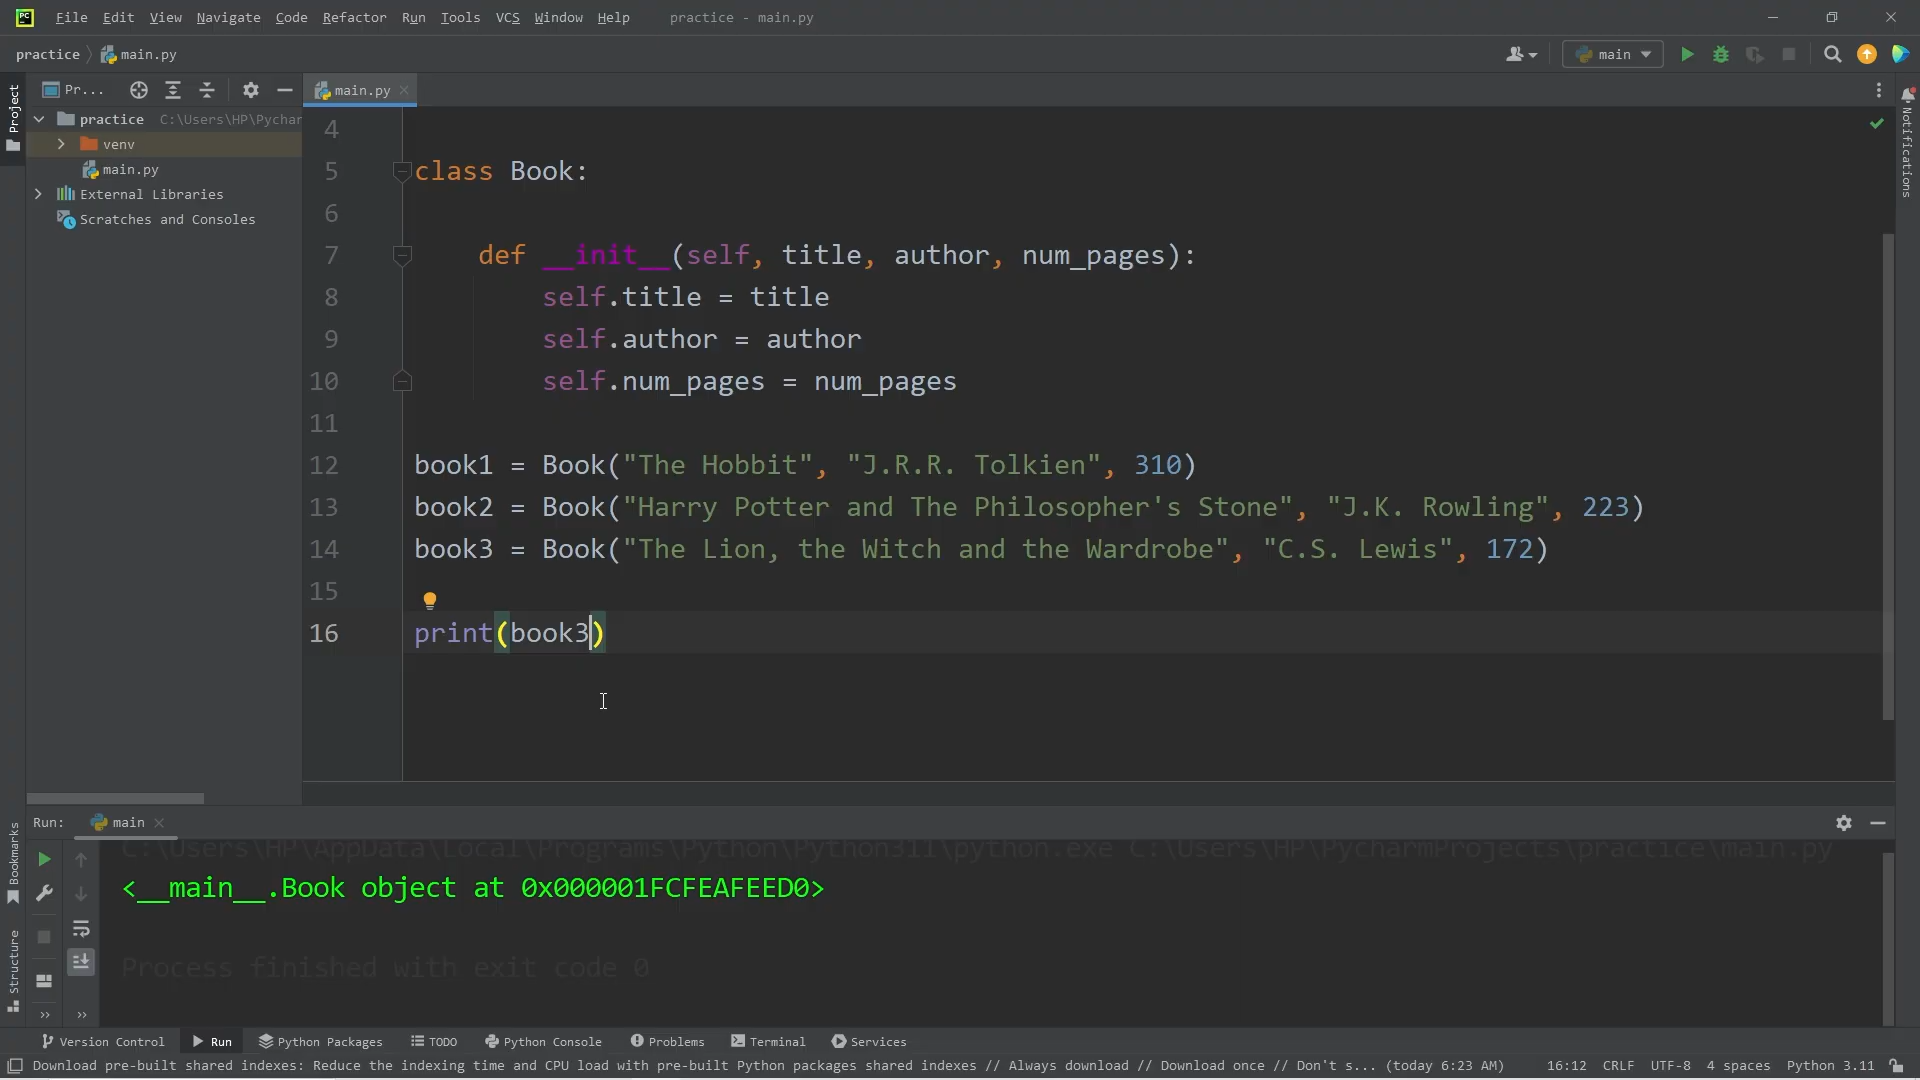 PC File Edit View Navigate Code Refactor Run Tools VCS Window Help practice - main.py
practice main.py main
Project Pr... main.py
practice C:\Users\HP\Pychar
venv
main.py
External Libraries
Scratches and Consoles
Notifications
4
5 class Book:
6
7 def __init__(self, title, author, num_pages):
8 self.title = title
9 self.author = author
10 self.num_pages = num_pages
11
12 book1 = Book("The Hobbit", "J.R.R. Tolkien", 310)
13 book2 = Book("Harry Potter and The Philosopher's Stone", "J.K. Rowling", 223)
14 book3 = Book("The Lion, the Witch and the Wardrobe", "C.S. Lewis", 172)
15
16 print(book3)
Run: main
Bookmarks
Structure
C:\Users\HP\AppData\Local\Programs\Python\Python311\python.exe C:\Users\HP\PycharmProjects\practice\main.py
<__main__.Book object at 0x000001FCFEAFEED0>
Process finished with exit code 0
Version Control Run Python Packages TODO Python Console Problems Terminal Services
Download pre-built shared indexes: Reduce the indexing time and CPU load with pre-built Python packages shared indexes // Always download // Download once // Don't s... (today 6:23 AM) 16:12 CRLF UTF-8 4 spaces Python 3.11